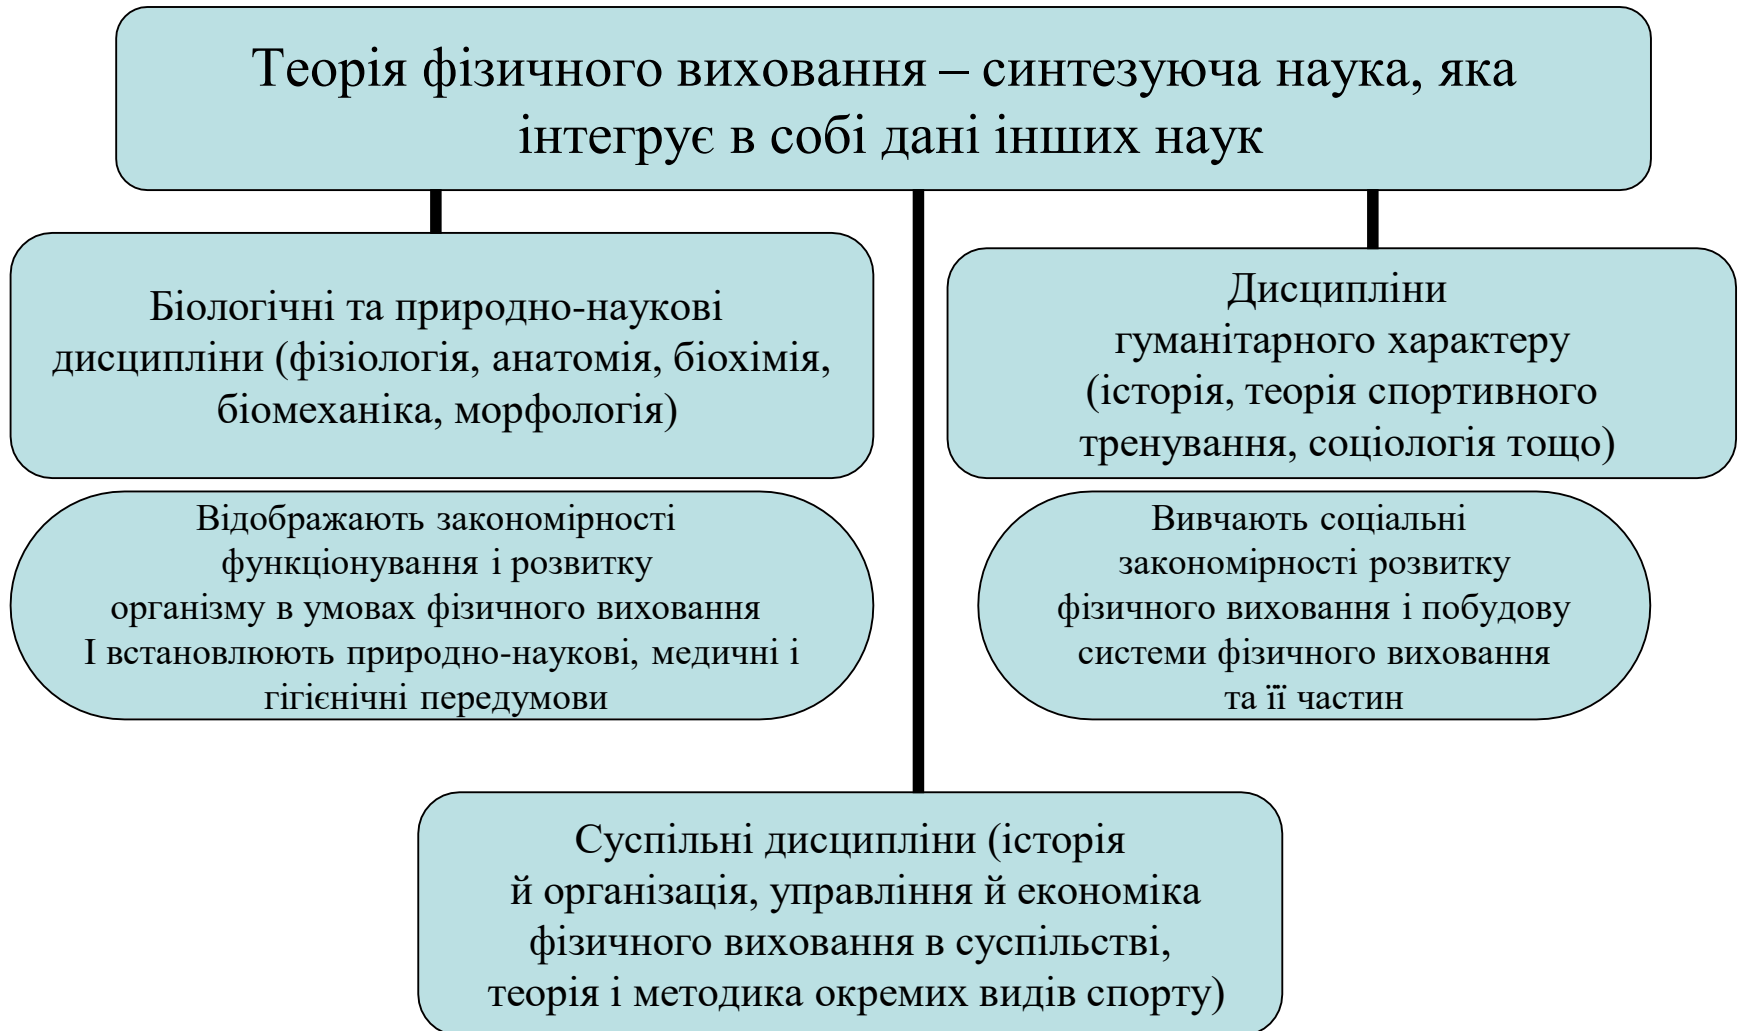 Теорія фізичного виховання – синтезуюча наука, яка
інтегрує в собі дані інших наук
Біологічні та природно-наукові
дисципліни (фізіологія, анатомія, біохімія,
біомеханіка, морфологія)
Дисципліни
гуманітарного характеру
(історія, теорія спортивного
тренування, соціологія тощо)
Відображають закономірності
функціонування і розвитку
організму в умовах фізичного виховання
І встановлюють природно-наукові, медичні і
гігієнічні передумови
Вивчають соціальні
закономірності розвитку
фізичного виховання і побудову
системи фізичного виховання
та її частин
Суспільні дисципліни (історія
й організація, управління й економіка
фізичного виховання в суспільстві,
теорія і методика окремих видів спорту)